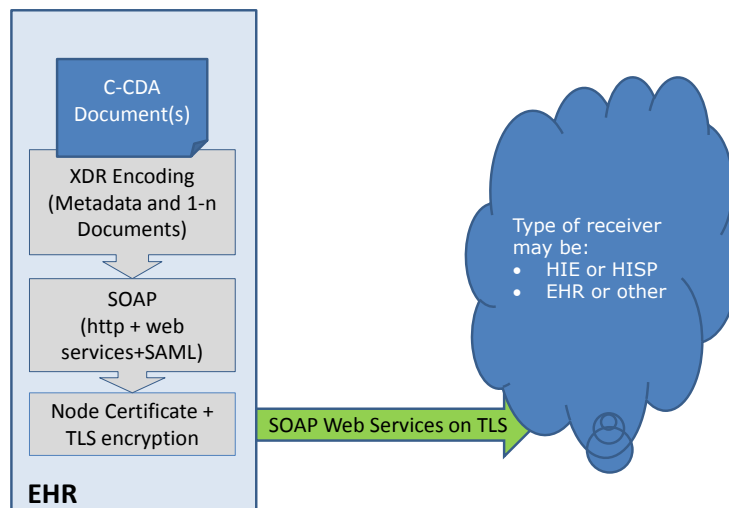 C-CDA
Document(s)
XDR Encoding
(Metadata and 1-n
Documents)
SOAP
(http + web
services+SAML)
Node Certificate +
TLS encryption
EHR
SOAP Web Services on TLS
Type of receiver
may be:
• HIE or HISP
• EHR or other